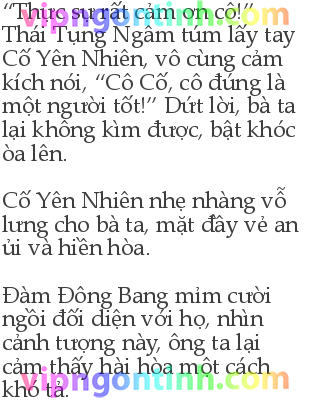 vipngontinh.com
“Thực sự rất cảm ơn cô!”
Thái Tụng Ngâm túm lấy tay
Cố Yên Nhiên, vô cùng cảm
kích nói, “Cô Cố, cô đúng là
một người tốt!” Dứt lời, bà ta
lại không kìm được, bật khóc
òa lên.
Cố Yên Nhiên nhẹ nhàng vỗ
lưng cho bà ta, mặt đầy vẻ an
ủi và hiền hòa.
Đàm Đông Bang mỉm cười
ngồi đối diện với họ, nhìn
cảnh tượng này, ông ta lại
cảm thấy hài hòa một cách
vipngontinh.com
khó tả.